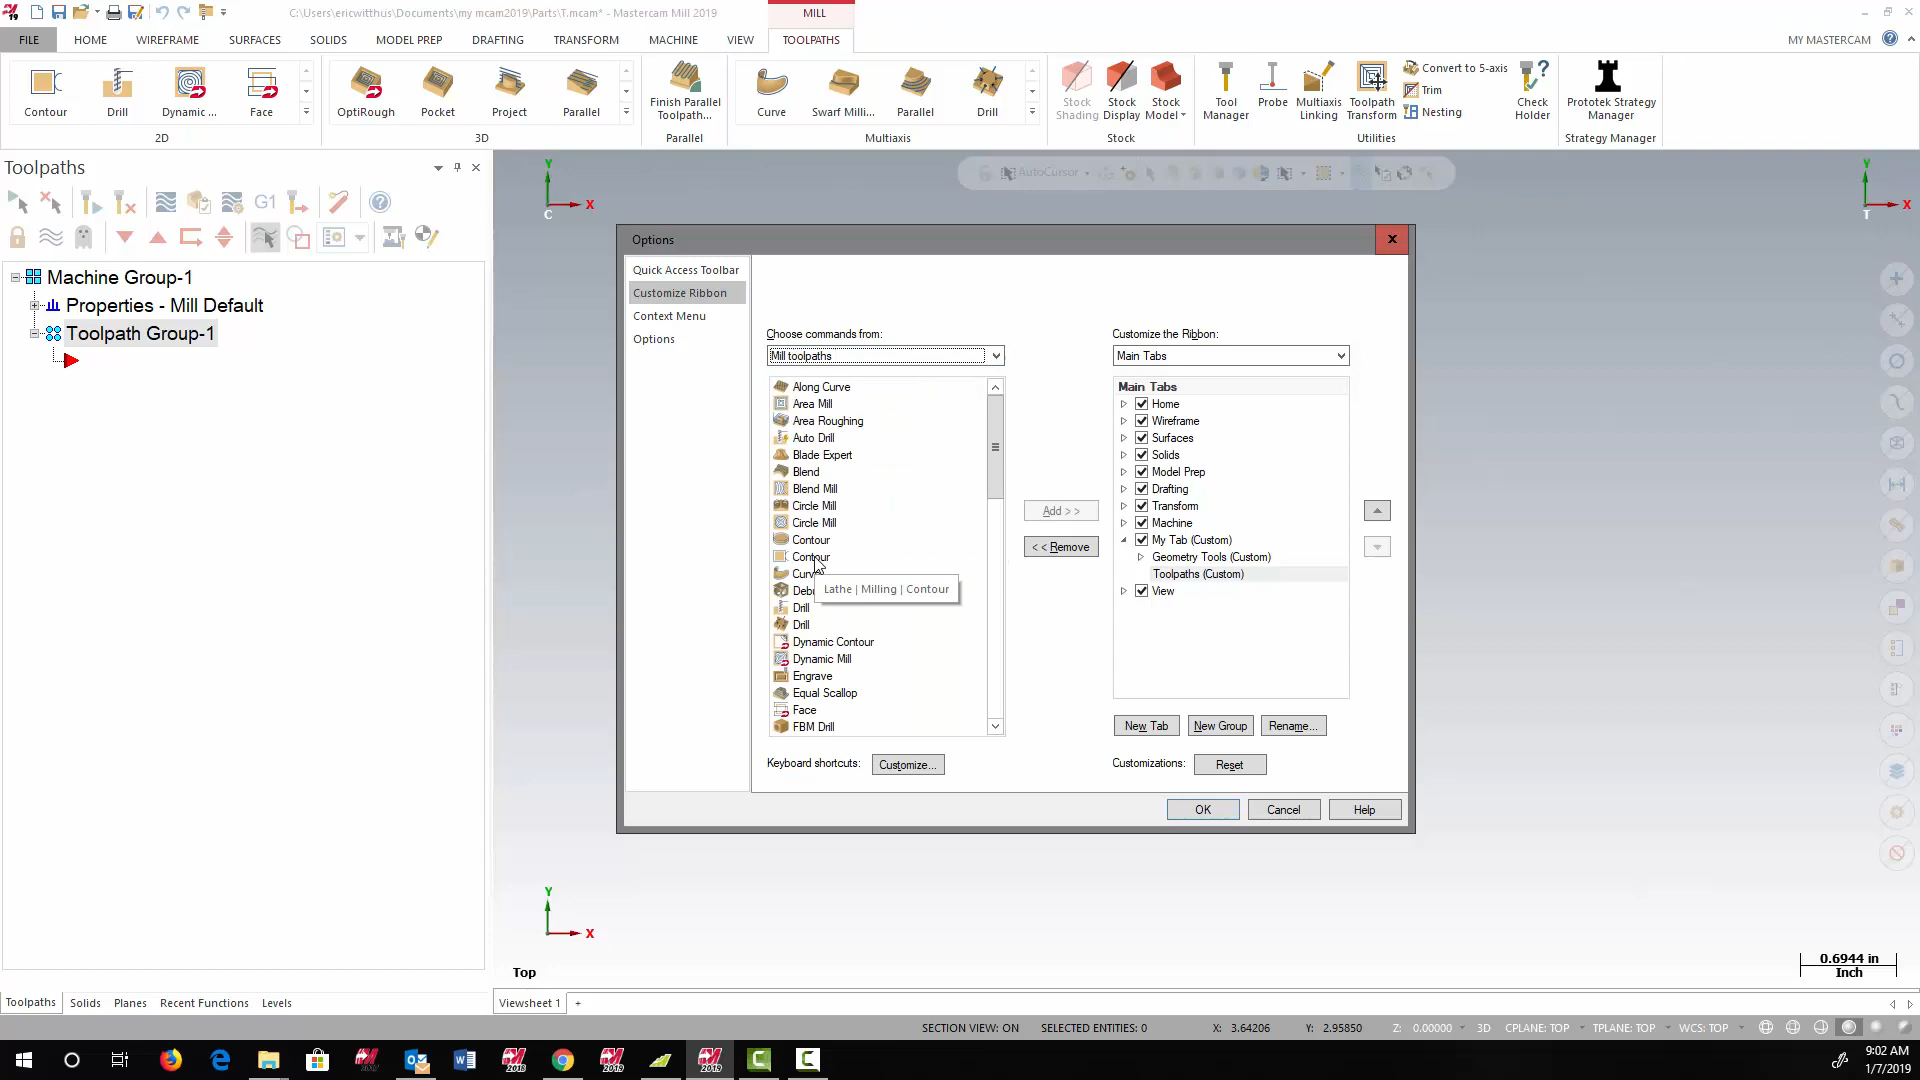 C:\Users\ericwitthus\Documents\my mcam2019\Parts\T.mcam* - Mastercam Mill 2019
MILL
FILE HOME WIREFRAME SURFACES SOLIDS MODEL PREP DRAFTING TRANSFORM MACHINE VIEW TOOLPATHS MY MASTERCAM
Contour Drill Dynamic ... Face OptiRough Pocket Project Parallel
Finish Parallel
Toolpath...
Curve Swarf Milli... Parallel Drill
Stock
Shading
Stock
Display
Stock
Model
Tool
Manager
Probe
Multiaxis
Linking
Toolpath
Transform
Convert to 5-axis
Trim
Nesting
Check
Holder
Prototek Strategy
Manager
2D 3D Parallel Multiaxis Stock Utilities Strategy Manager
Toolpaths
G1
Machine Group-1
Properties - Mill Default
Toolpath Group-1
AutoCursor
Y
X
C
Y
X
T
Options
Quick Access Toolbar
Customize Ribbon
Context Menu
Options
Choose commands from:
Mill toolpaths
Along Curve
Area Mill
Area Roughing
Auto Drill
Blade Expert
Blend
Blend Mill
Circle Mill
Circle Mill
Contour
Contour
Curv
Debu
Drill
Drill
Dynamic Contour
Dynamic Mill
Engrave
Equal Scallop
Face
FBM Drill
Lathe | Milling | Contour
Keyboard shortcuts: Customize...
Add > >
< < Remove
Customize the Ribbon:
Main Tabs
Main Tabs
Home
Wireframe
Surfaces
Solids
Model Prep
Drafting
Transform
Machine
My Tab (Custom)
Geometry Tools (Custom)
Toolpaths (Custom)
View
New Tab New Group Rename...
Customizations: Reset
OK Cancel Help
Y
X
Top
0.6944 in
Inch
Toolpaths Solids Planes Recent Functions Levels
Viewsheet 1 +
SECTION VIEW: ON SELECTED ENTITIES: 0 X: 3.64206 Y: 2.95850 Z: 0.00000 3D CPLANE: TOP TPLANE: TOP WCS: TOP
9:02 AM
1/7/2019